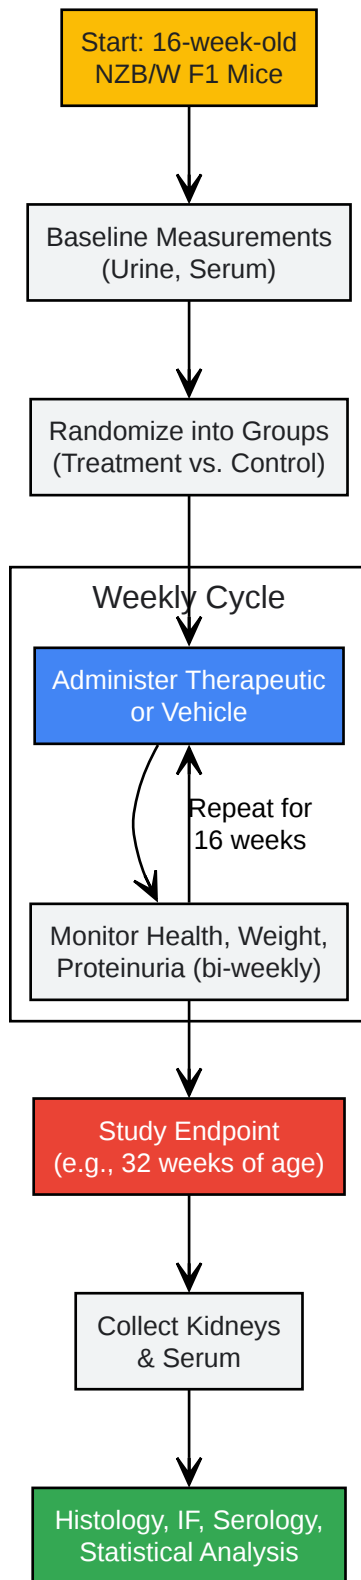 Start: 16-week-old
NZB/W F1 Mice
Baseline Measurements
(Urine, Serum)
Randomize into Groups
(Treatment vs. Control)
Weekly Cycle
Administer Therapeutic
or Vehicle
Repeat for
16 weeks
Monitor Health, Weight,
Proteinuria (bi-weekly)
Study Endpoint
(e.g., 32 weeks of age)
Collect Kidneys
& Serum
Histology, IF, Serology,
Statistical Analysis